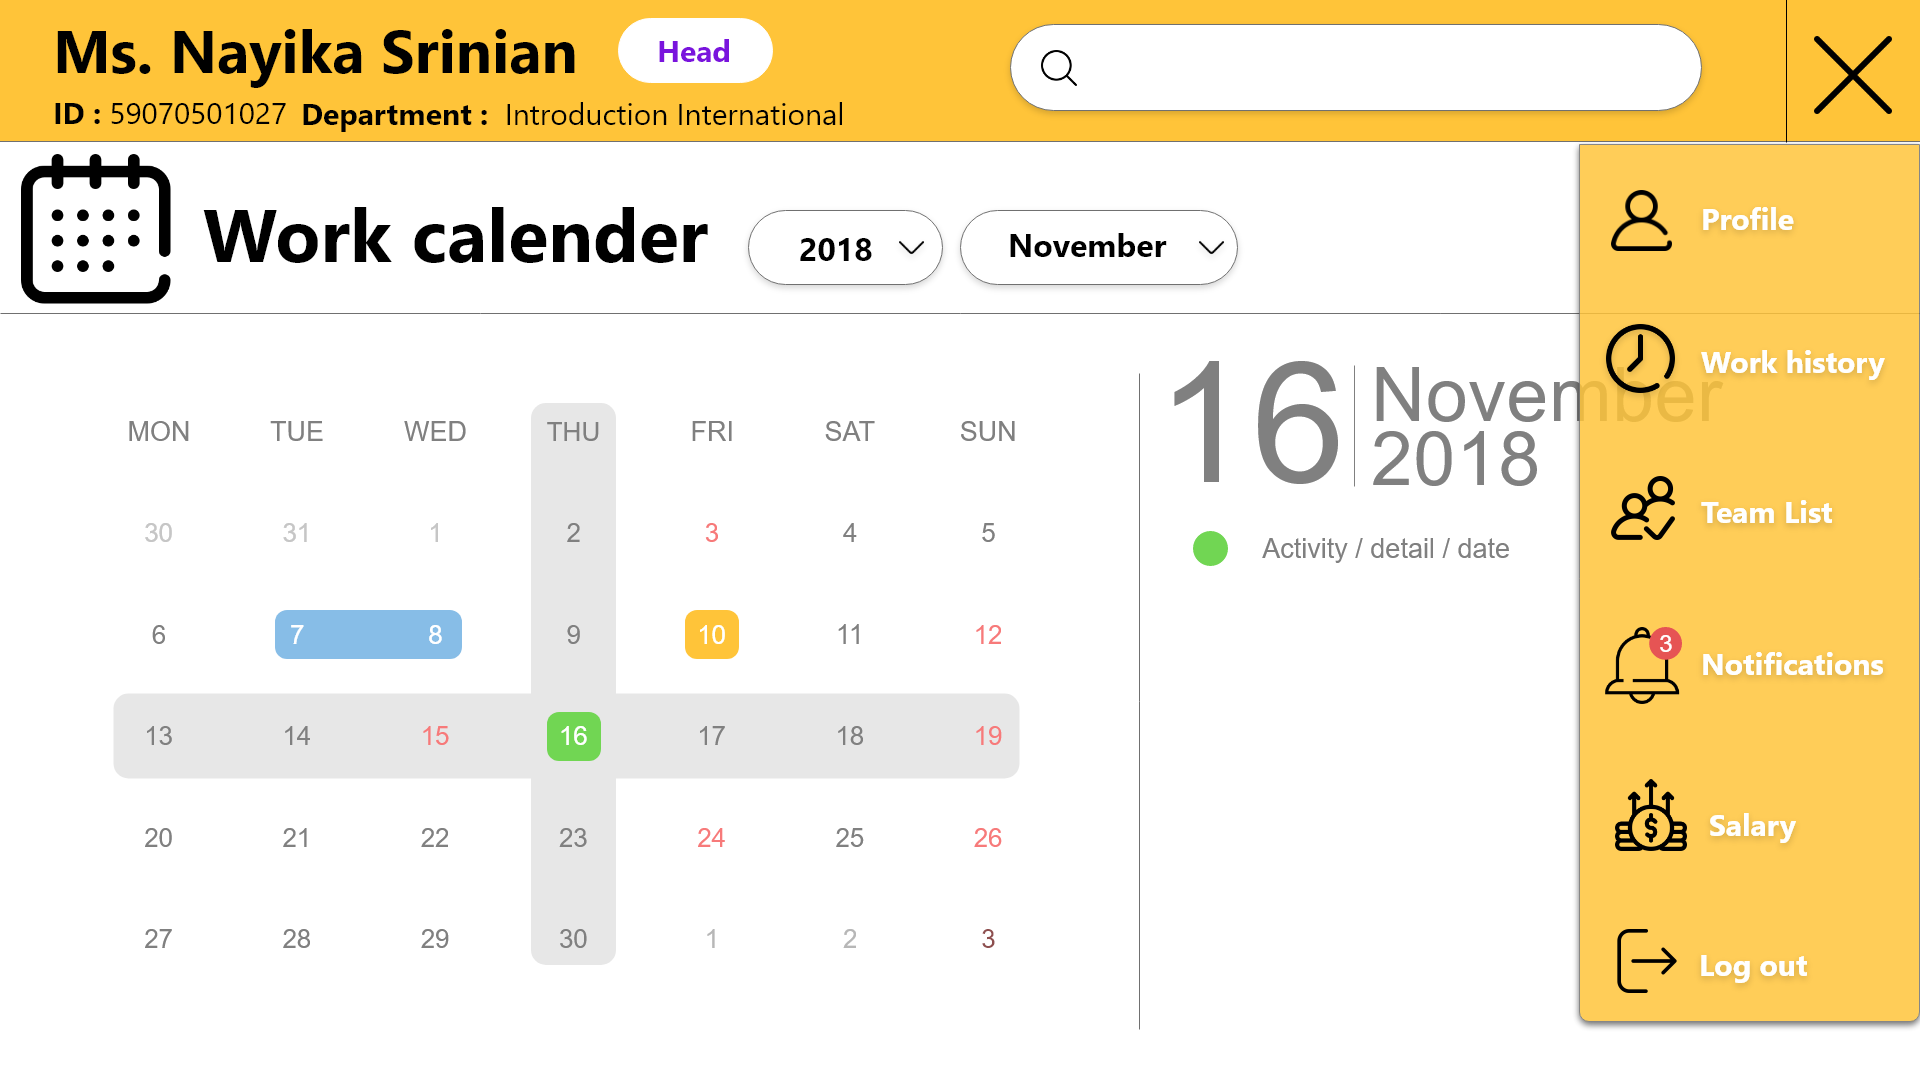 Ms. Nayika Srinian Head
ID : 59070501027 Department : Introduction International
Work calender 2018 November
MON TUE WED THU FRI SAT SUN
30 31 1 2 3 4 5
6 7 8 9 10 11 12
13 14 15 16 17 18 19
20 21 22 23 24 25 26
27 28 29 30 1 2 3
16 November
2018
Activity / detail / date
Profile
Work history
Team List
3
Notifications
$
Salary
Log out